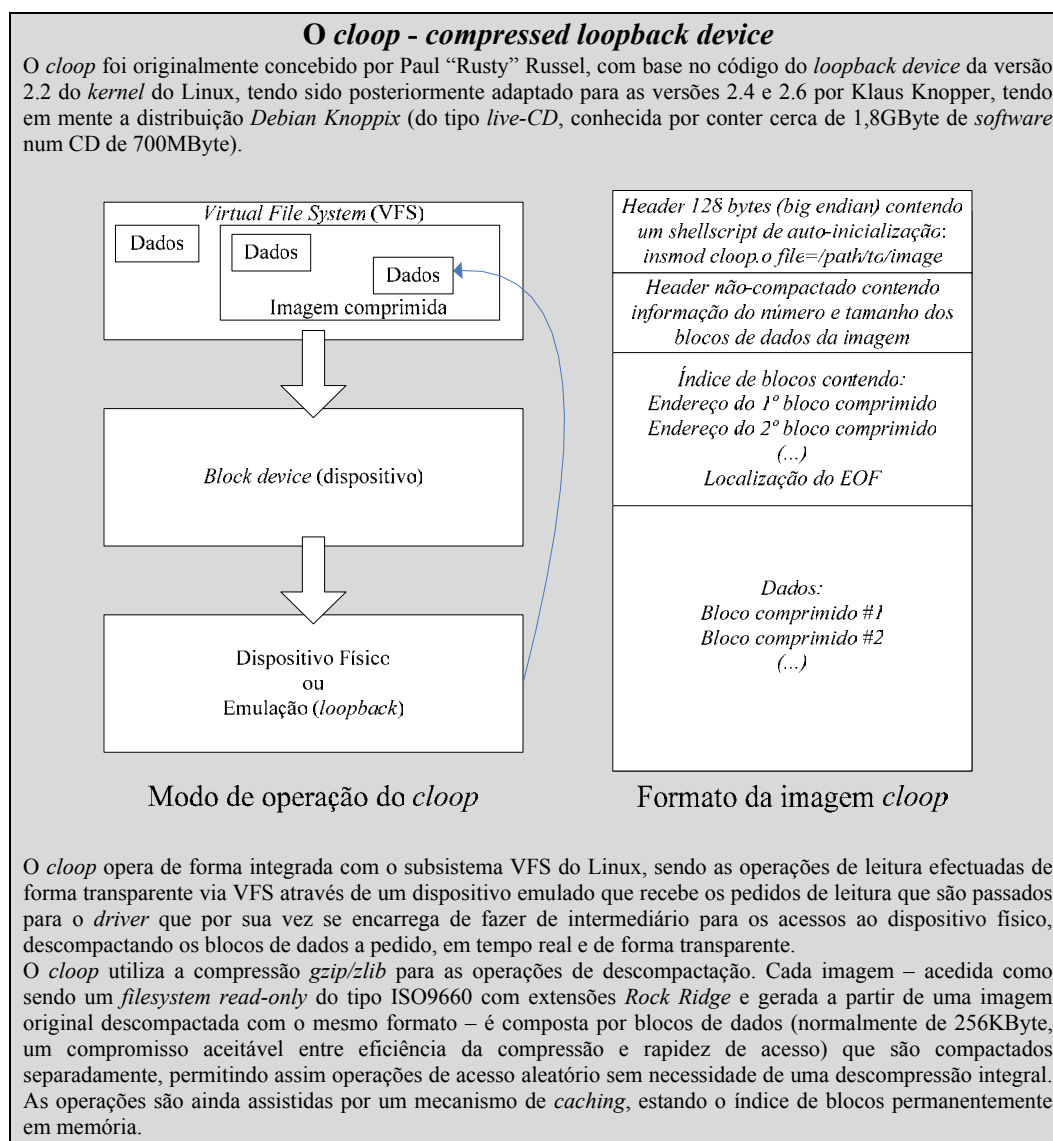 O cloop - compressed loopback device
O cloop foi originalmente concebido por Paul “Rusty” Russel, com base no código do loopback device da versão
2.2 do kernel do Linux, tendo sido posteriormente adaptado para as versões 2.4 e 2.6 por Klaus Knopper, tendo
em mente a distribuição Debian Knoppix (do tipo live-CD, conhecida por conter cerca de 1,8GByte de software
num CD de 700MByte).
Virtual File System (VFS)
Dados
Dados
Dados
Imagem comprimida
Block device (dispositivo)
Dispositivo Físico
ou
Emulação (loopback)
Modo de operação do cloop
Header 128 bytes (big endian) contendo
um shellscript de auto-inicialização:
insmod cloop.o file=/path/to/image
Header não-compactado contendo
informação do número e tamanho dos
blocos de dados da imagem
Índice de blocos contendo:
Endereço do 1º bloco comprimido
Endereço do 2º bloco comprimido
(...)
Localização do EOF
Dados:
Bloco comprimido #1
Bloco comprimido #2
(...)
Formato da imagem cloop
O cloop opera de forma integrada com o subsistema VFS do Linux, sendo as operações de leitura efectuadas de
forma transparente via VFS através de um dispositivo emulado que recebe os pedidos de leitura que são passados
para o driver que por sua vez se encarrega de fazer de intermediário para os acessos ao dispositivo físico,
descompactando os blocos de dados a pedido, em tempo real e de forma transparente.
O cloop utiliza a compressão gzip/zlib para as operações de descompactação. Cada imagem – acedida como
sendo um filesystem read-only do tipo ISO9660 com extensões Rock Ridge e gerada a partir de uma imagem
original descompactada com o mesmo formato – é composta por blocos de dados (normalmente de 256KByte,
um compromisso aceitável entre eficiência da compressão e rapidez de acesso) que são compactados
separadamente, permitindo assim operações de acesso aleatório sem necessidade de uma descompressão integral.
As operações são ainda assistidas por um mecanismo de caching, estando o índice de blocos permanentemente
em memória.